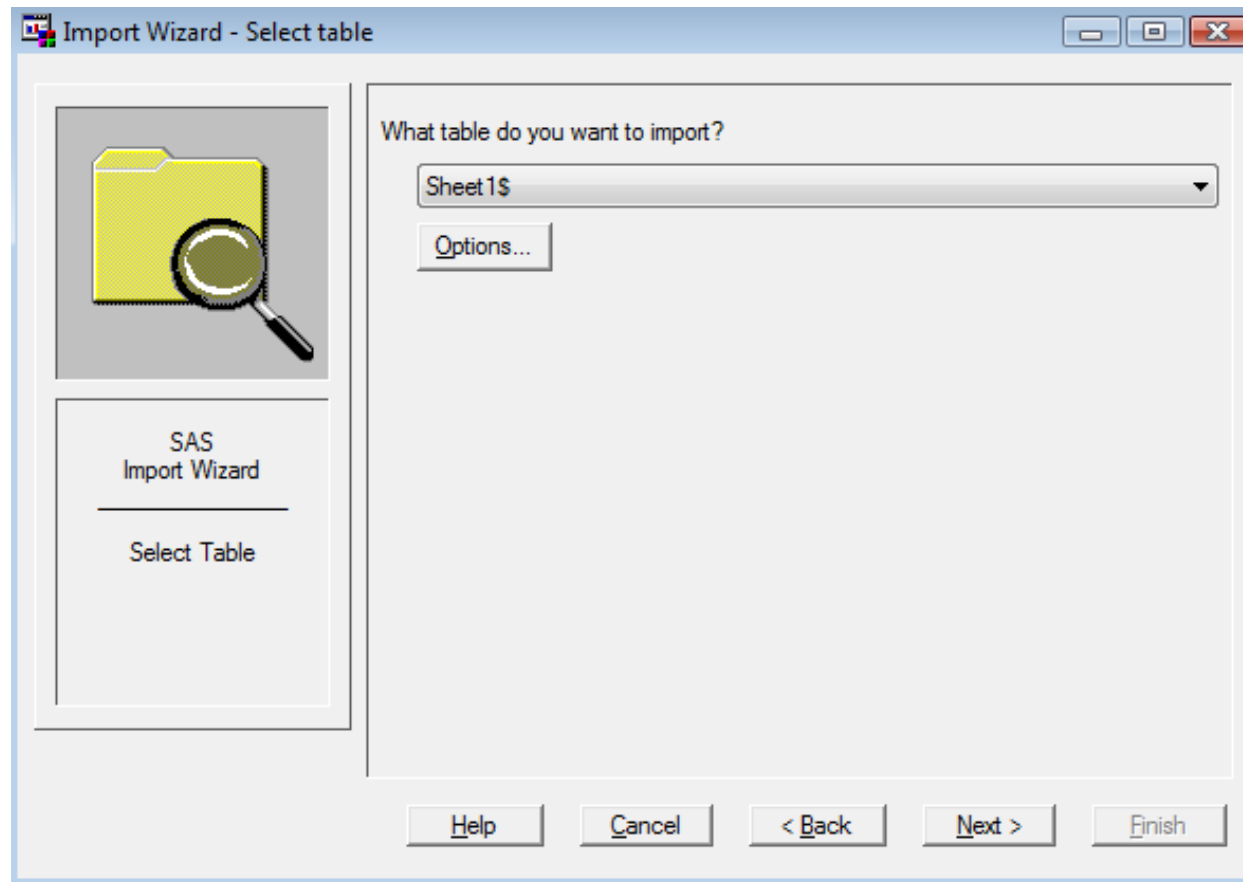 Import Wizard - Select table
What table do you want to import?
Sheet1$
Options...
SAS
Import Wizard
Select Table
Help
Cancel
< Back
Next >
Finish